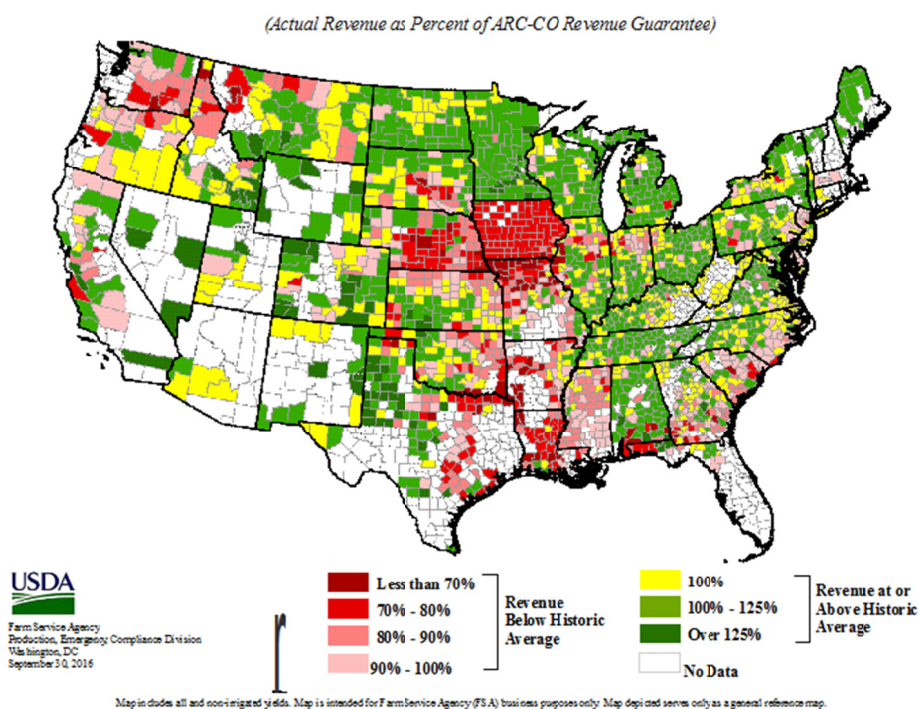 (Actual Revenue as Percent of ARC-CO Revenue Guarantee)
USDA
Farm Service Agency
Production, Emergency, Compliance Division
Washington, DC
September 30, 2016
Less than 70%
70% - 80%
80% - 90%
90% - 100%
Revenue
Below Historic
Average
100%
100% - 125%
Over 125%
No Data
Revenue at or
Above Historic
Average
Map includes all and non-irrigated yields. Map is intended for Farm Service Agency (FSA) business purposes only. Map depicted serves only as a general reference map.